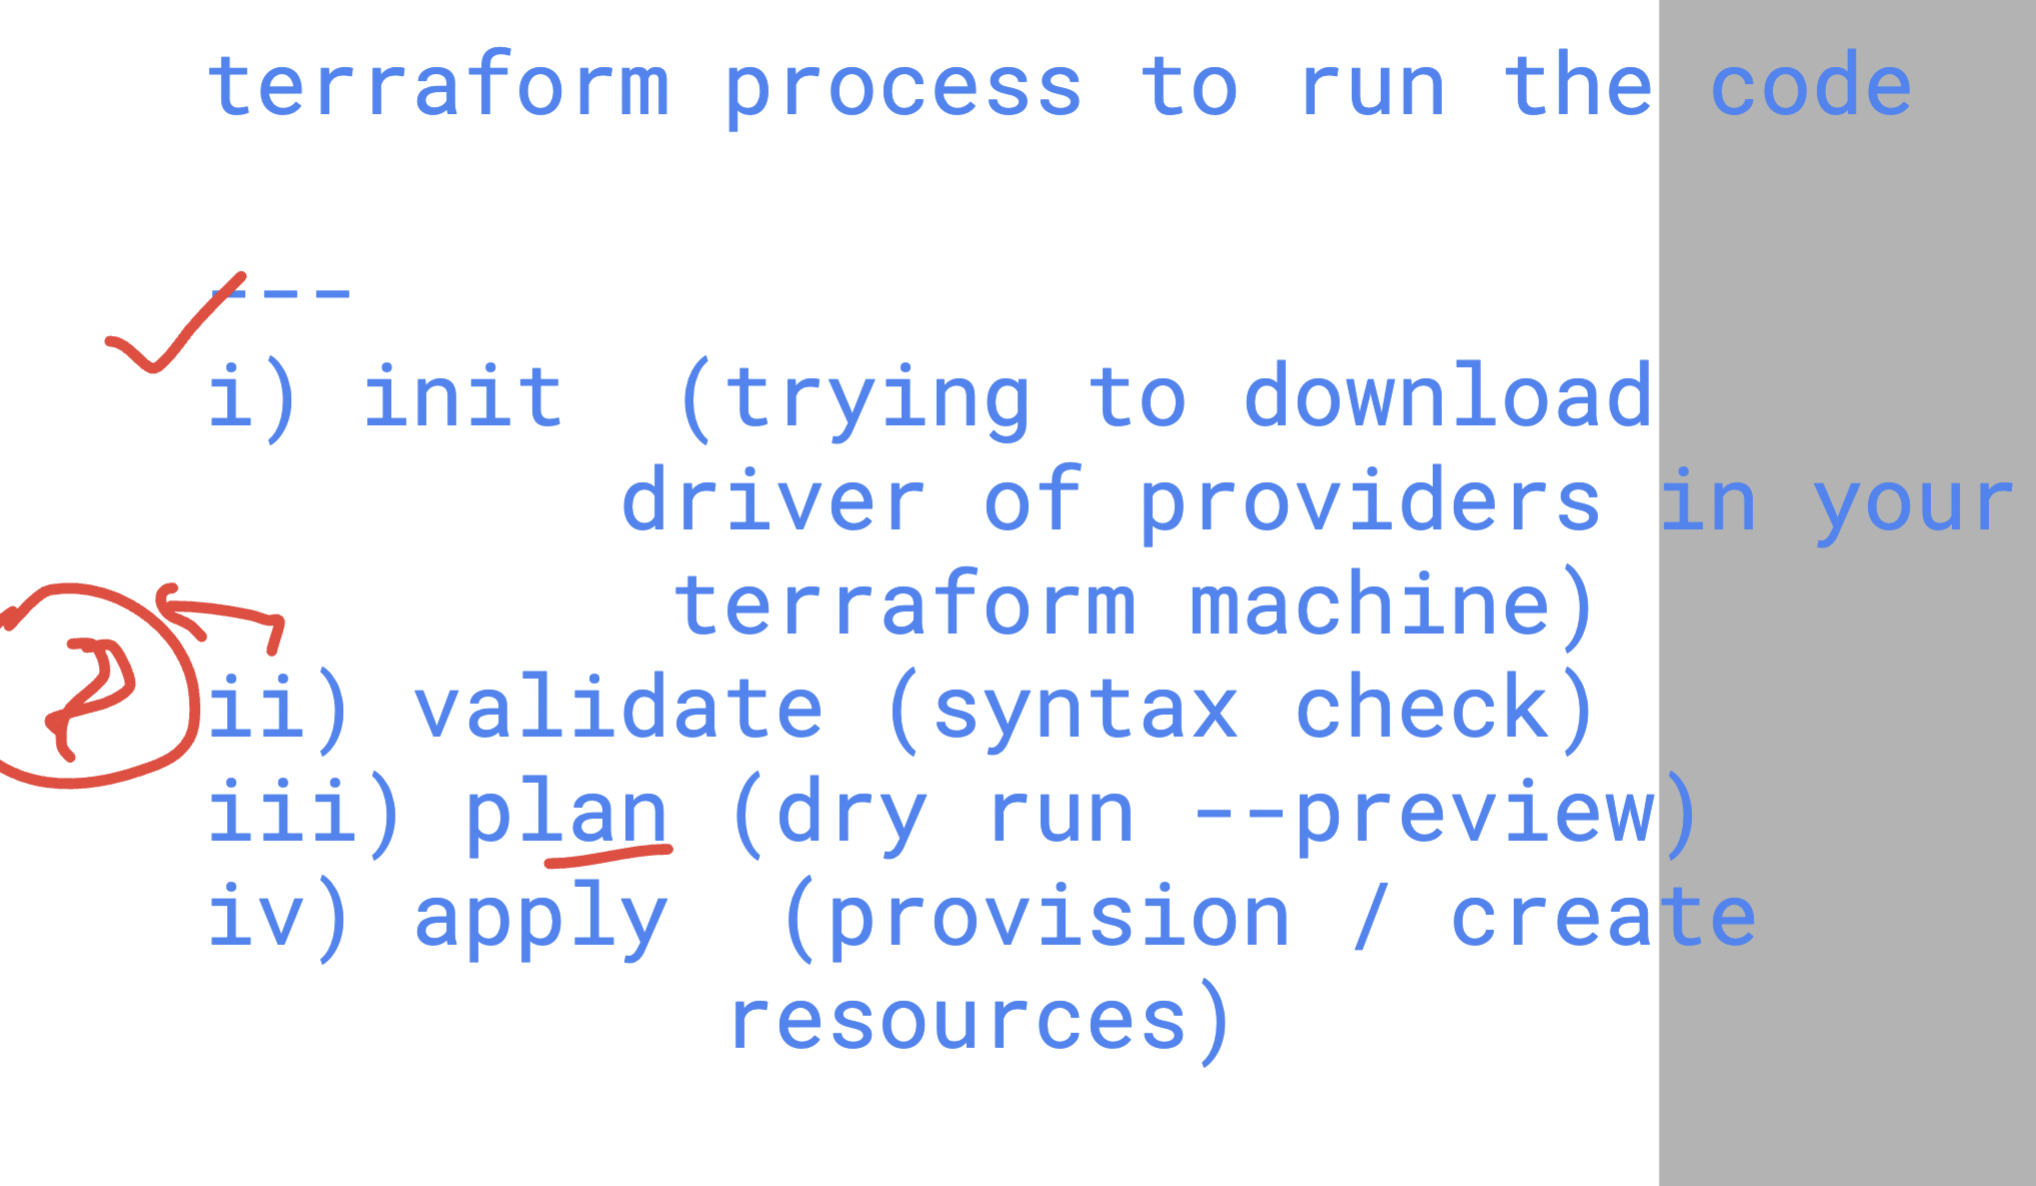 terraform process to run the code
---
i) init (trying to download
driver of providers in your
terraform machine)
ii) validate (syntax check)
iii) plan (dry run --preview)
iv) apply (provision / create
resources)